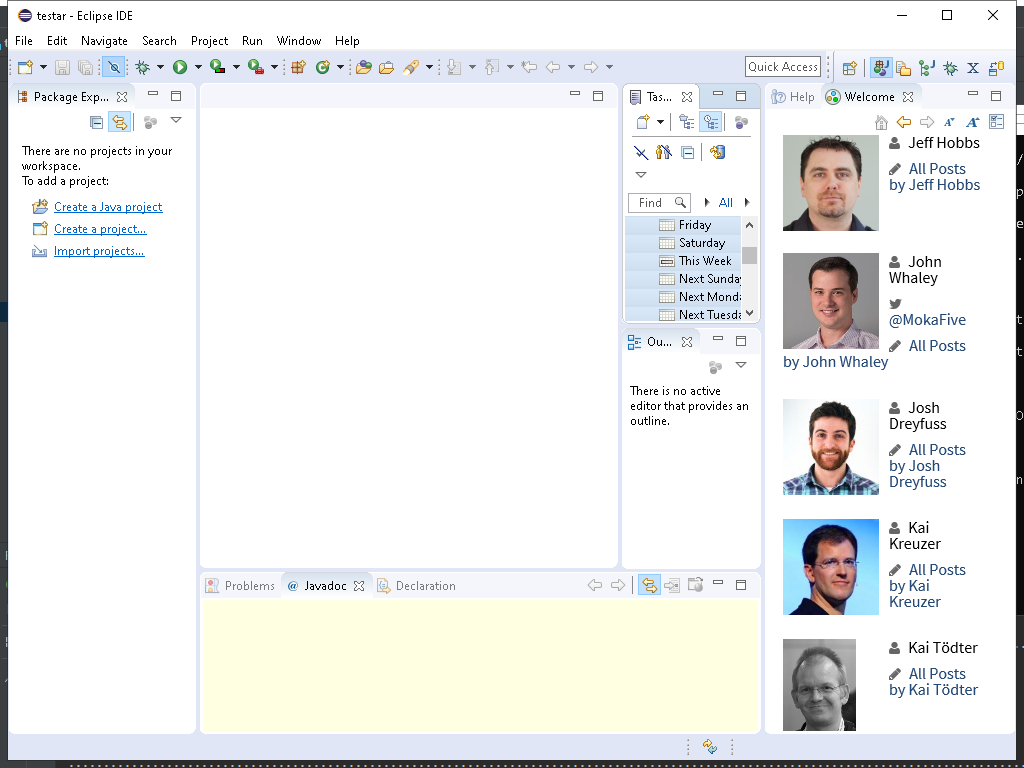 testar - Eclipse IDE
File Edit Navigate Search Project Run Window Help
Quick Access
Package Exp...
There are no projects in your
workspace.
To add a project:
Create a Java project
Create a project...
Import projects...
Tas...
Find All
Friday
Saturday
This Week
Next Sunday
Next Monda
Next Tuesda
Ou...
There is no active
editor that provides an
outline.
Problems @ Javadoc Declaration
Help Welcome
Jeff Hobbs
All Posts
by Jeff Hobbs
John
Whaley
@MokaFive
All Posts
by John Whaley
Josh
Dreyfuss
All Posts
by Josh
Dreyfuss
Kai
Kreuzer
All Posts
by Kai
Kreuzer
Kai Tödter
All Posts
by Kai Tödter